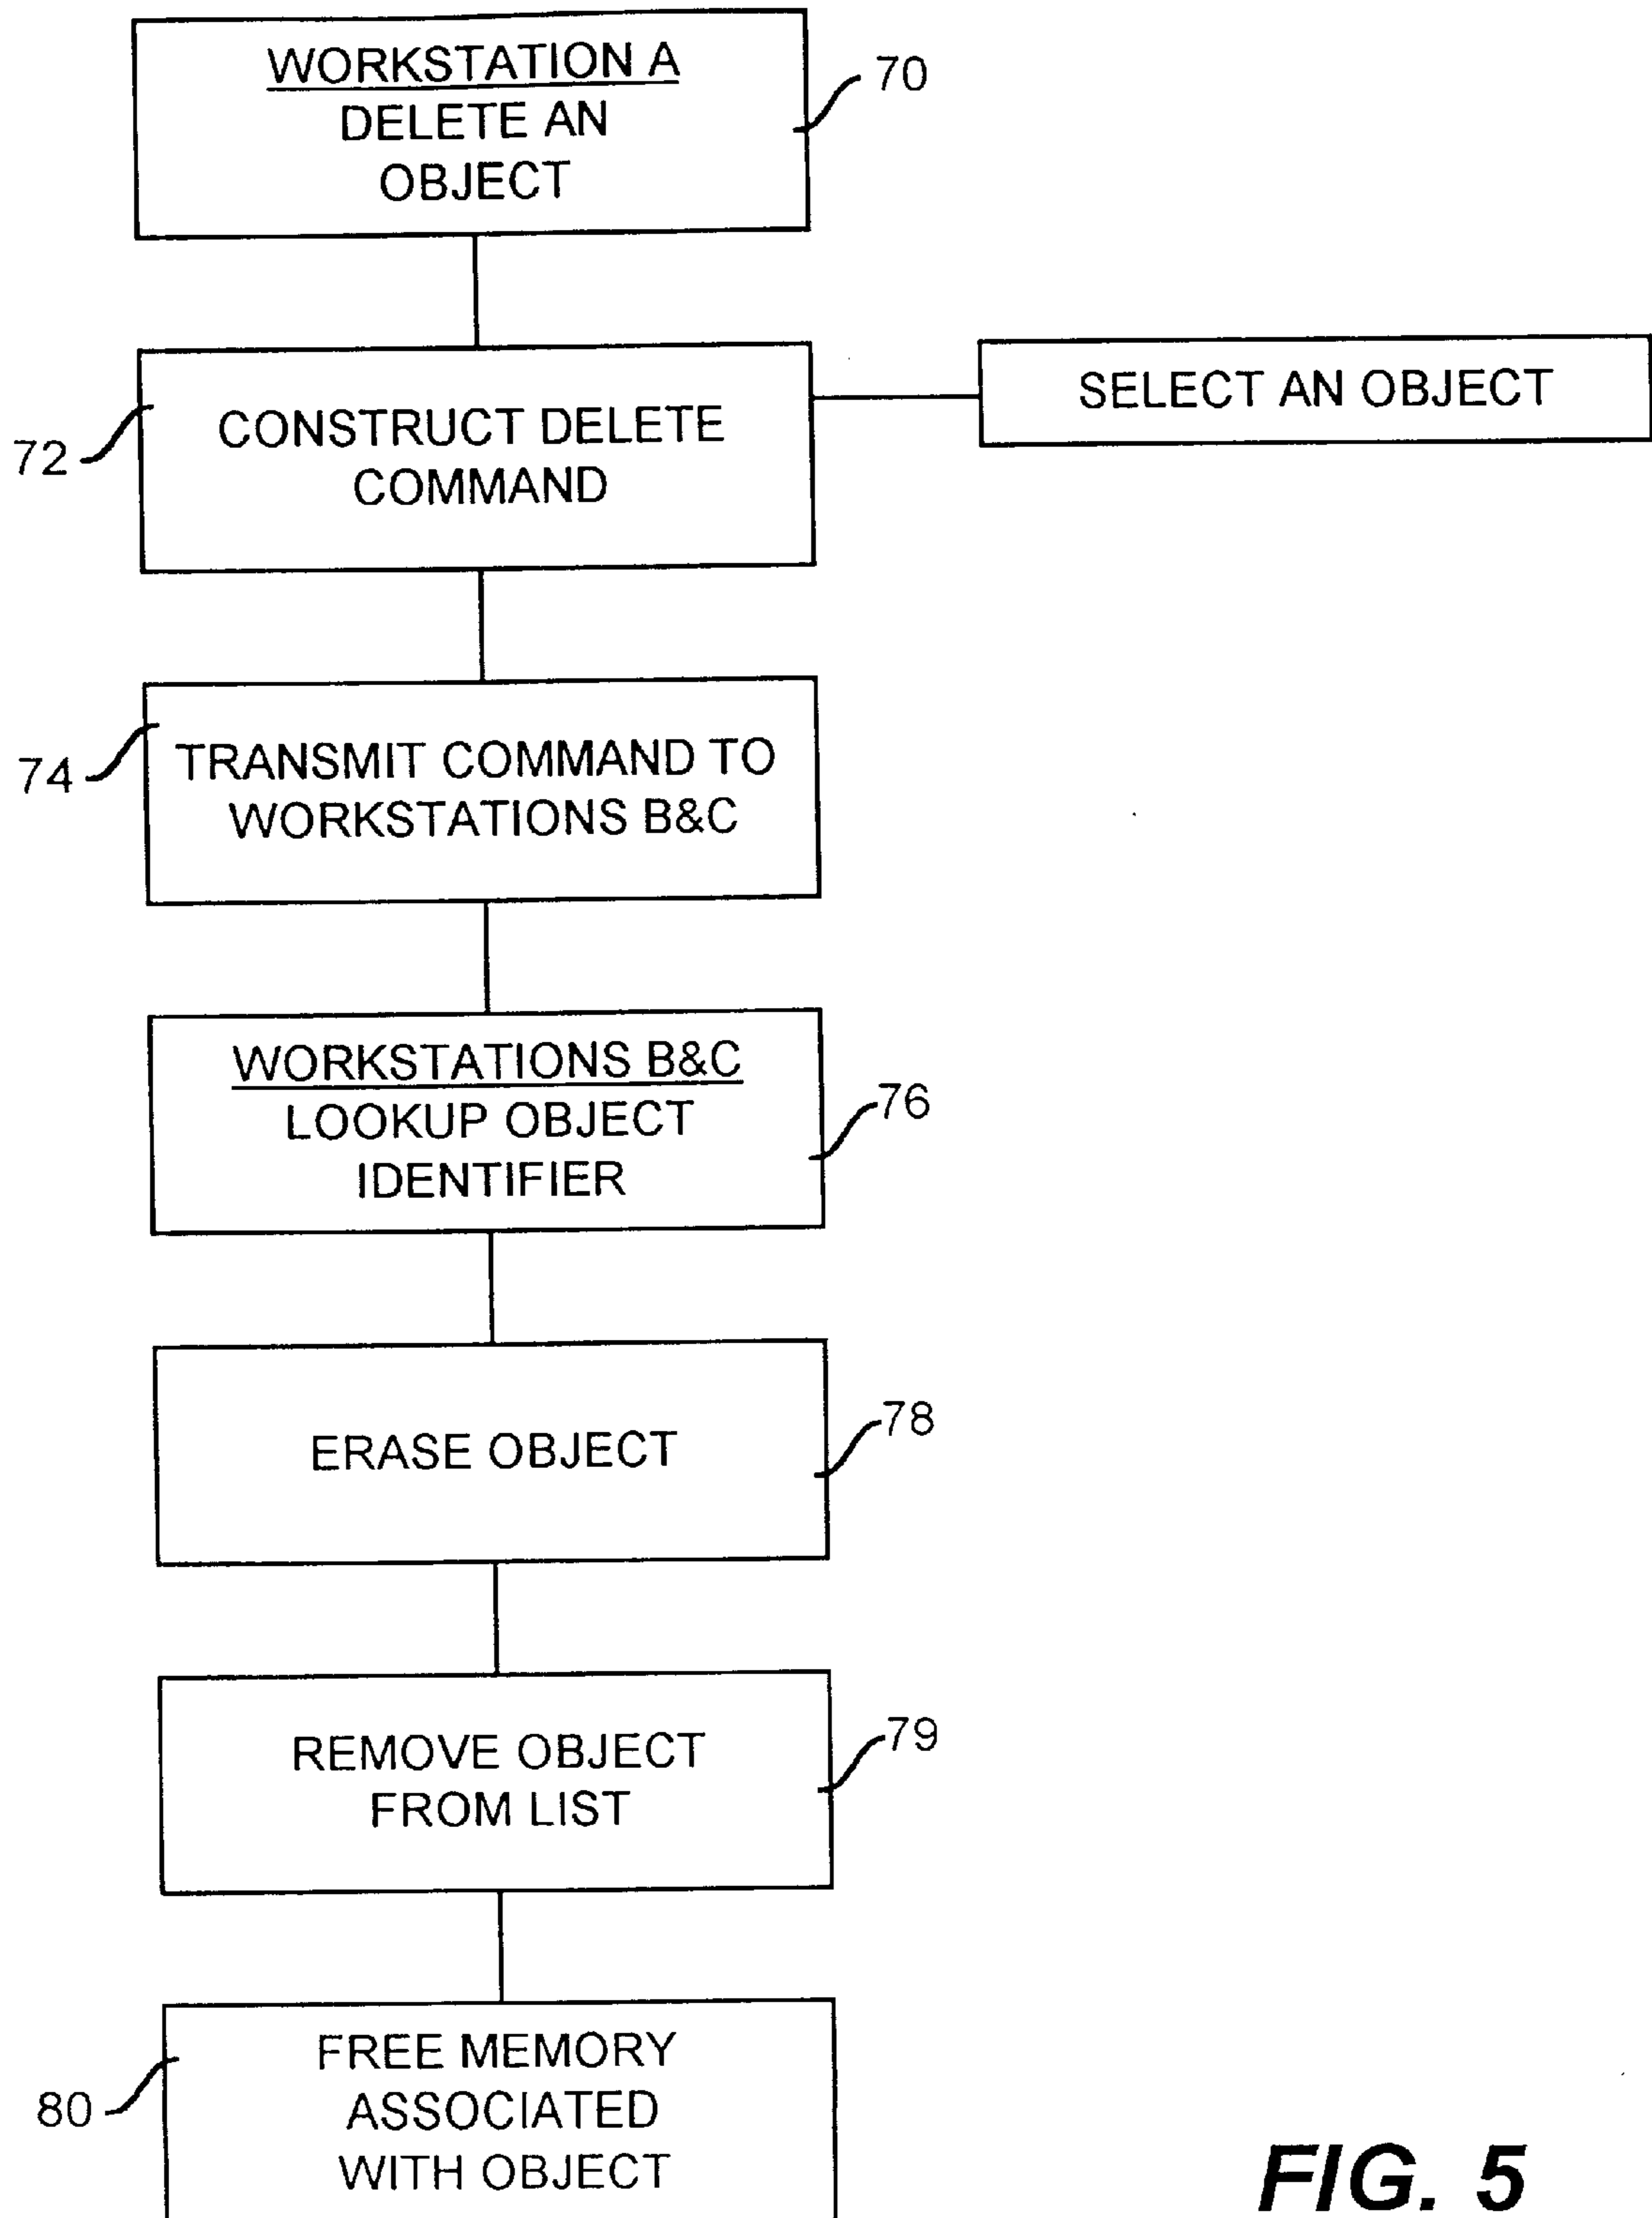 WORKSTATION A
DELETE AN
OBJECT
70
CONSTRUCT DELETE
COMMAND
72
SELECT AN OBJECT
TRANSMIT COMMAND TO
WORKSTATIONS B&C
74
WORKSTATIONS B&C
LOOKUP OBJECT
IDENTIFIER
76
ERASE OBJECT
78
REMOVE OBJECT
FROM LIST
79
FREE MEMORY
ASSOCIATED
WITH OBJECT
80
FIG. 5